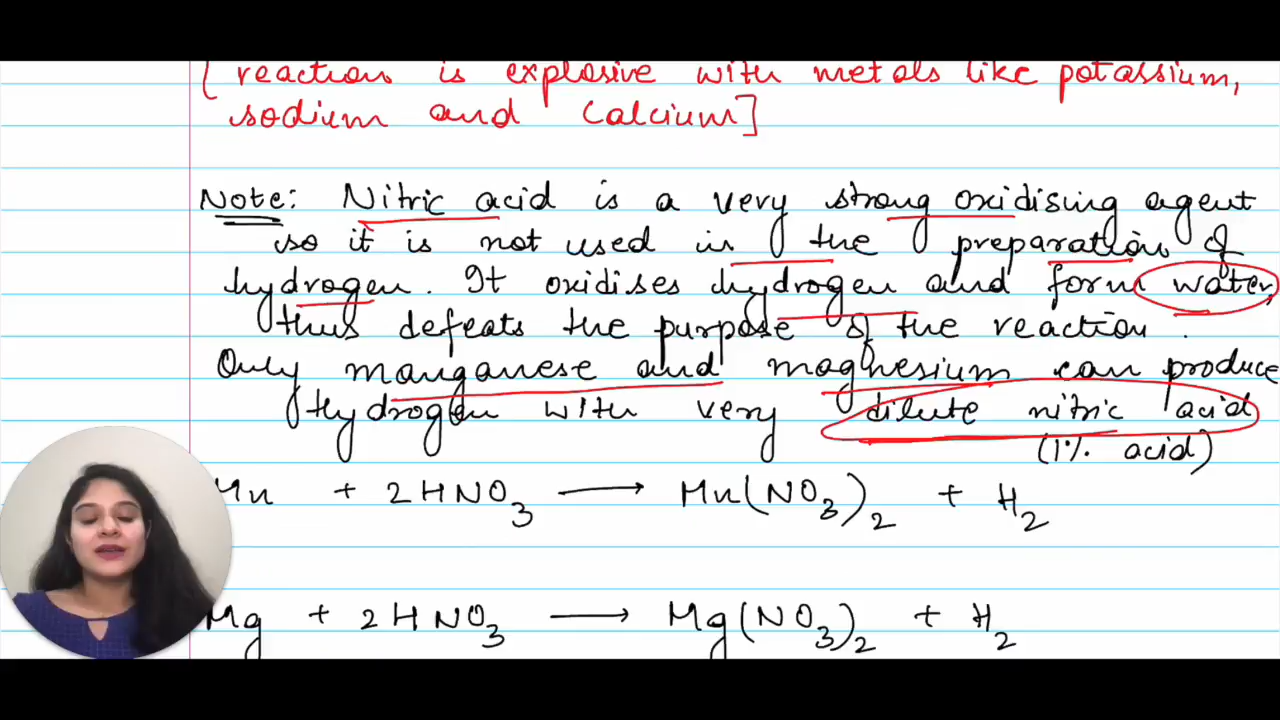 [reaction is explosive with metals like potassium,
sodium and calcium]
Note: Nitric acid is a very strong oxidising agent
so it is not used in the preparation of
hydrogen. It oxidises hydrogen and form water,
thus defeats the purpose of the reaction.
Only manganese and magnesium can produce
Hydrogen with very dilute nitric acid
(1% acid)
Mn + 2HNO3 ⟶ Mn(NO3)2 + H2
Mg + 2HNO3 ⟶ Mg(NO3)2 + H2